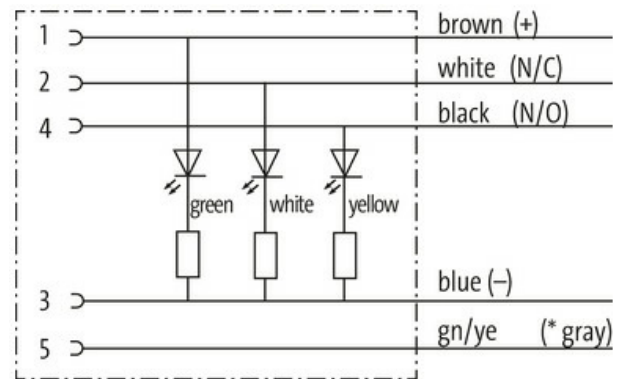 1 brown (+)
2 white (N/C)
4 black (N/O)
green white yellow
3 blue (–)
5 gn/ye (* gray)